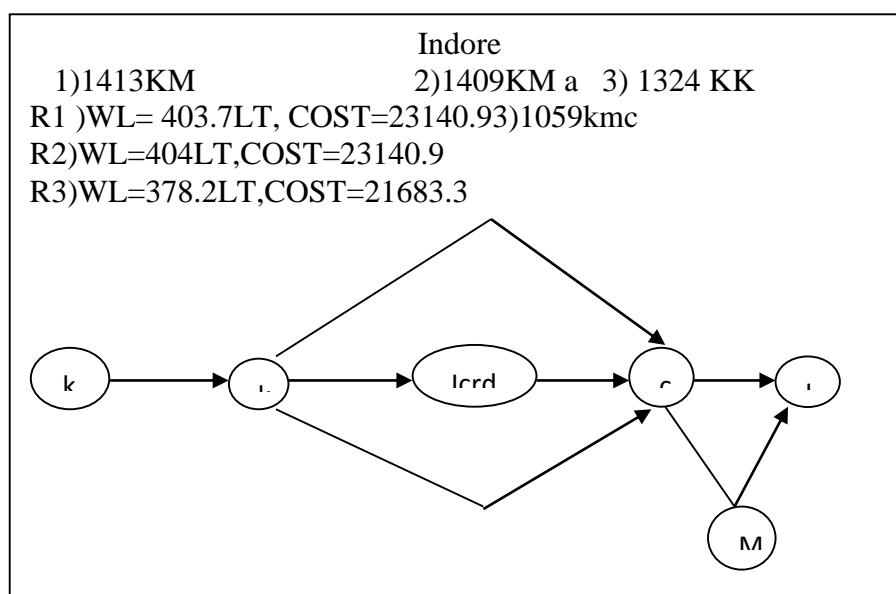 Indore
1)1413KM 2)1409KM a 3) 1324 KK
R1 )WL= 403.7LT, COST=23140.93)1059kmc
R2)WL=404LT,COST=23140.9
R3)WL=378.2LT,COST=21683.3
k
M